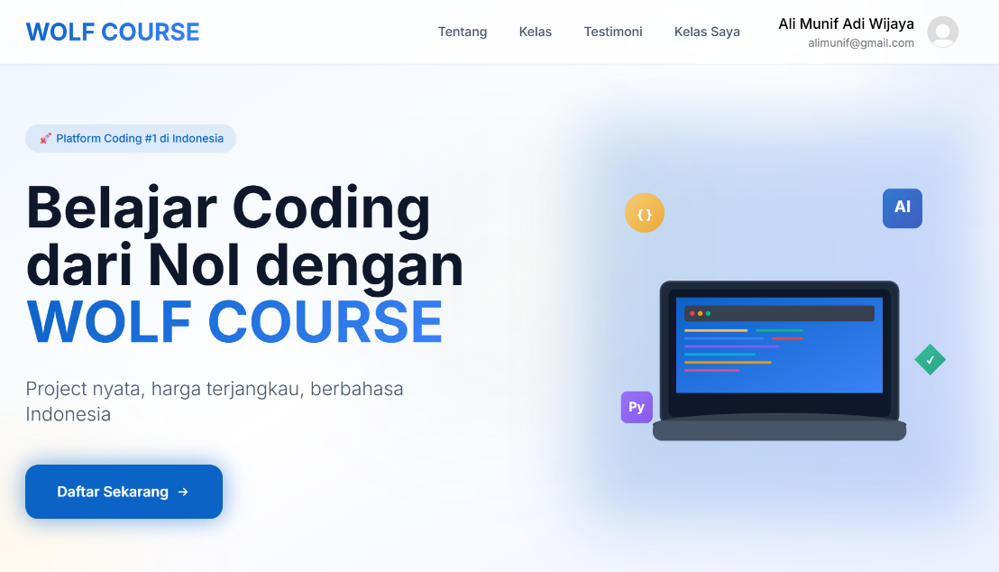 WOLF COURSE
Tentang
Kelas
Testimoni
Kelas Saya
Ali Munif Adi Wijaya
alimunif@gmail.com
🚀 Platform Coding #1 di Indonesia
Belajar Coding
dari Nol dengan
WOLF COURSE
Project nyata, harga terjangkau, berbahasa
Indonesia
Daftar Sekarang →
{ }
AI
✓
Py